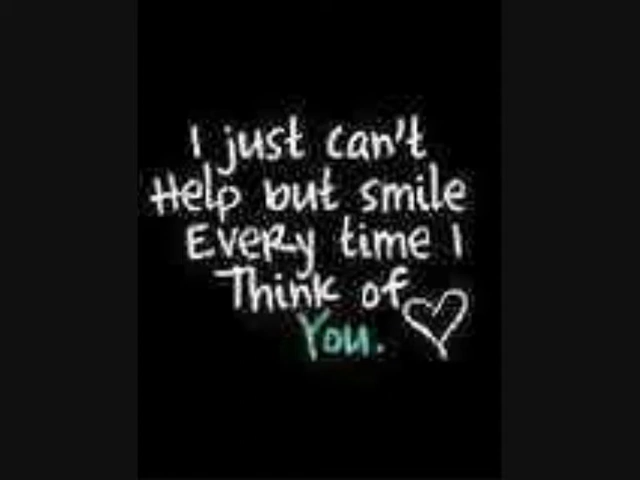 I just can't
Help but smile
EveRy time I
Think of
You.